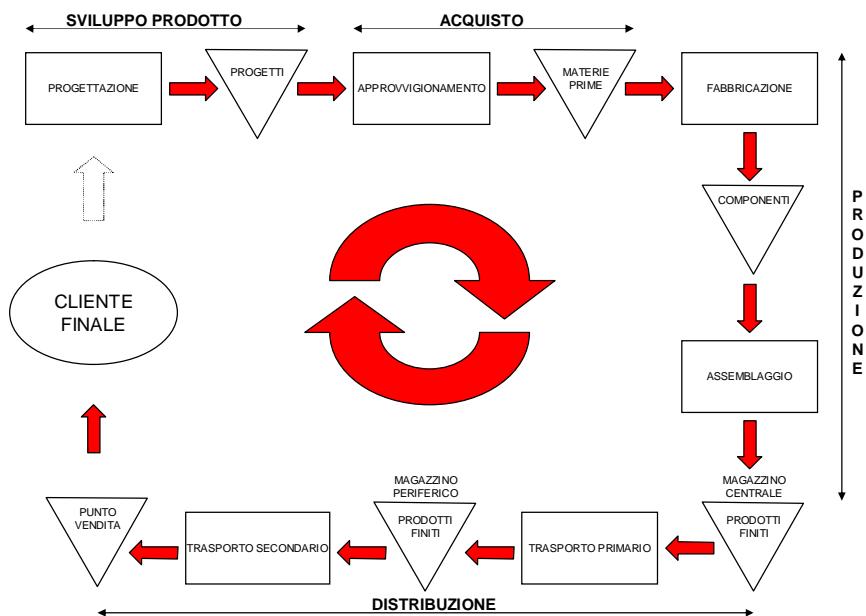 SVILUPPO PRODOTTO
ACQUISTO
PROGETTAZIONE
PROGETTI
APPROVVIGIONAMENTO
MATERIE
PRIME
FABBRICAZIONE
COMPONENTI
PRODUZIONE
CLIENTE
FINALE
ASSEMBLAGGIO
MAGAZZINO
CENTRALE
PRODOTTI
FINITI
TRASPORTO PRIMARIO
MAGAZZINO
PERIFERICO
PRODOTTI
FINITI
TRASPORTO SECONDARIO
PUNTO
VENDITA
DISTRIBUZIONE